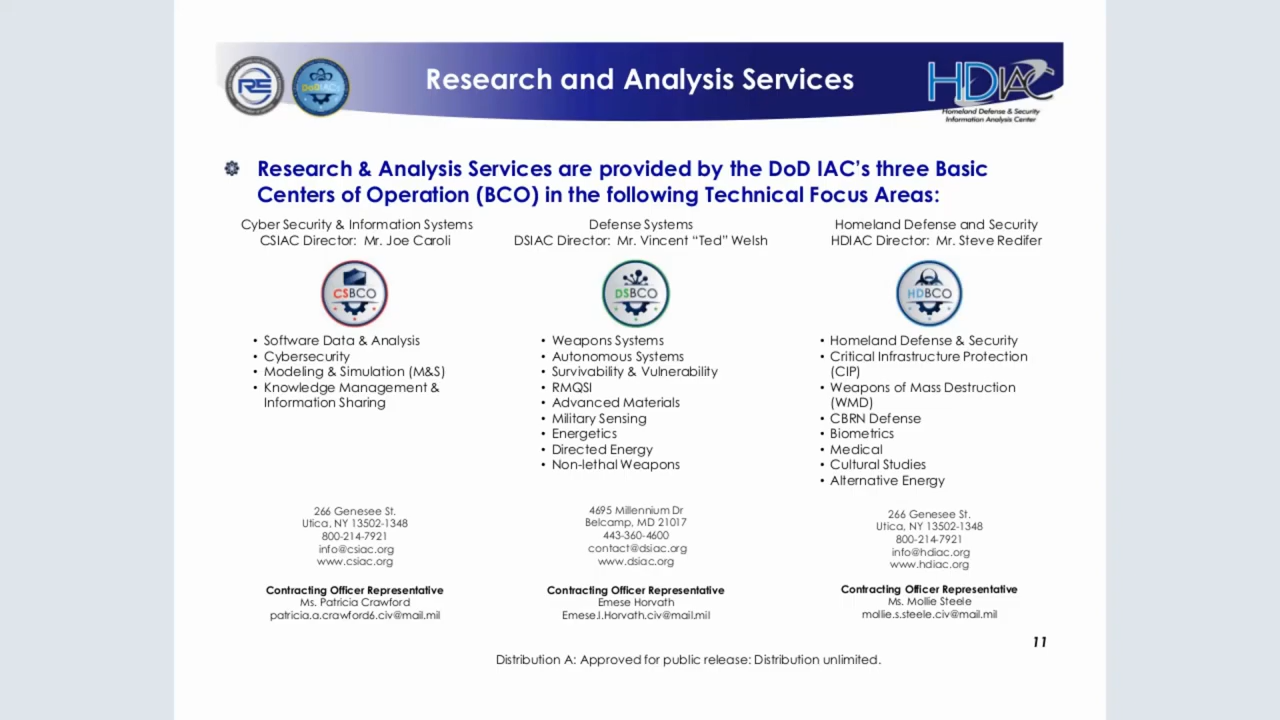 Research and Analysis Services
RE
DoDIACs
HDIAC
Homeland Defense & Security
Information Analysis Center
Research & Analysis Services are provided by the DoD IAC’s three Basic
Centers of Operation (BCO) in the following Technical Focus Areas:
Cyber Security & Information Systems
CSIAC Director: Mr. Joe Caroli
CSBCO
• Software Data & Analysis
• Cybersecurity
• Modeling & Simulation (M&S)
• Knowledge Management &
Information Sharing
266 Genesee St.
Utica, NY 13502-1348
800-214-7921
info@csiac.org
www.csiac.org
Contracting Officer Representative
Ms. Patricia Crawford
patricia.a.crawford6.civ@mail.mil
Defense Systems
DSIAC Director: Mr. Vincent “Ted” Welsh
DSBCO
• Weapons Systems
• Autonomous Systems
• Survivability & Vulnerability
• RMQSI
• Advanced Materials
• Military Sensing
• Energetics
• Directed Energy
• Non-lethal Weapons
4695 Millennium Dr
Belcamp, MD 21017
443-360-4600
contact@dsiac.org
www.dsiac.org
Contracting Officer Representative
Emese Horvath
Emese.l.Horvath.civ@mail.mil
Homeland Defense and Security
HDIAC Director: Mr. Steve Redifer
HDBCO
• Homeland Defense & Security
• Critical Infrastructure Protection
(CIP)
• Weapons of Mass Destruction
(WMD)
• CBRN Defense
• Biometrics
• Medical
• Cultural Studies
• Alternative Energy
266 Genesee St.
Utica, NY 13502-1348
800-214-7921
info@hdiac.org
www.hdiac.org
Contracting Officer Representative
Ms. Mollie Steele
mollie.s.steele.civ@mail.mil
11
Distribution A: Approved for public release: Distribution unlimited.